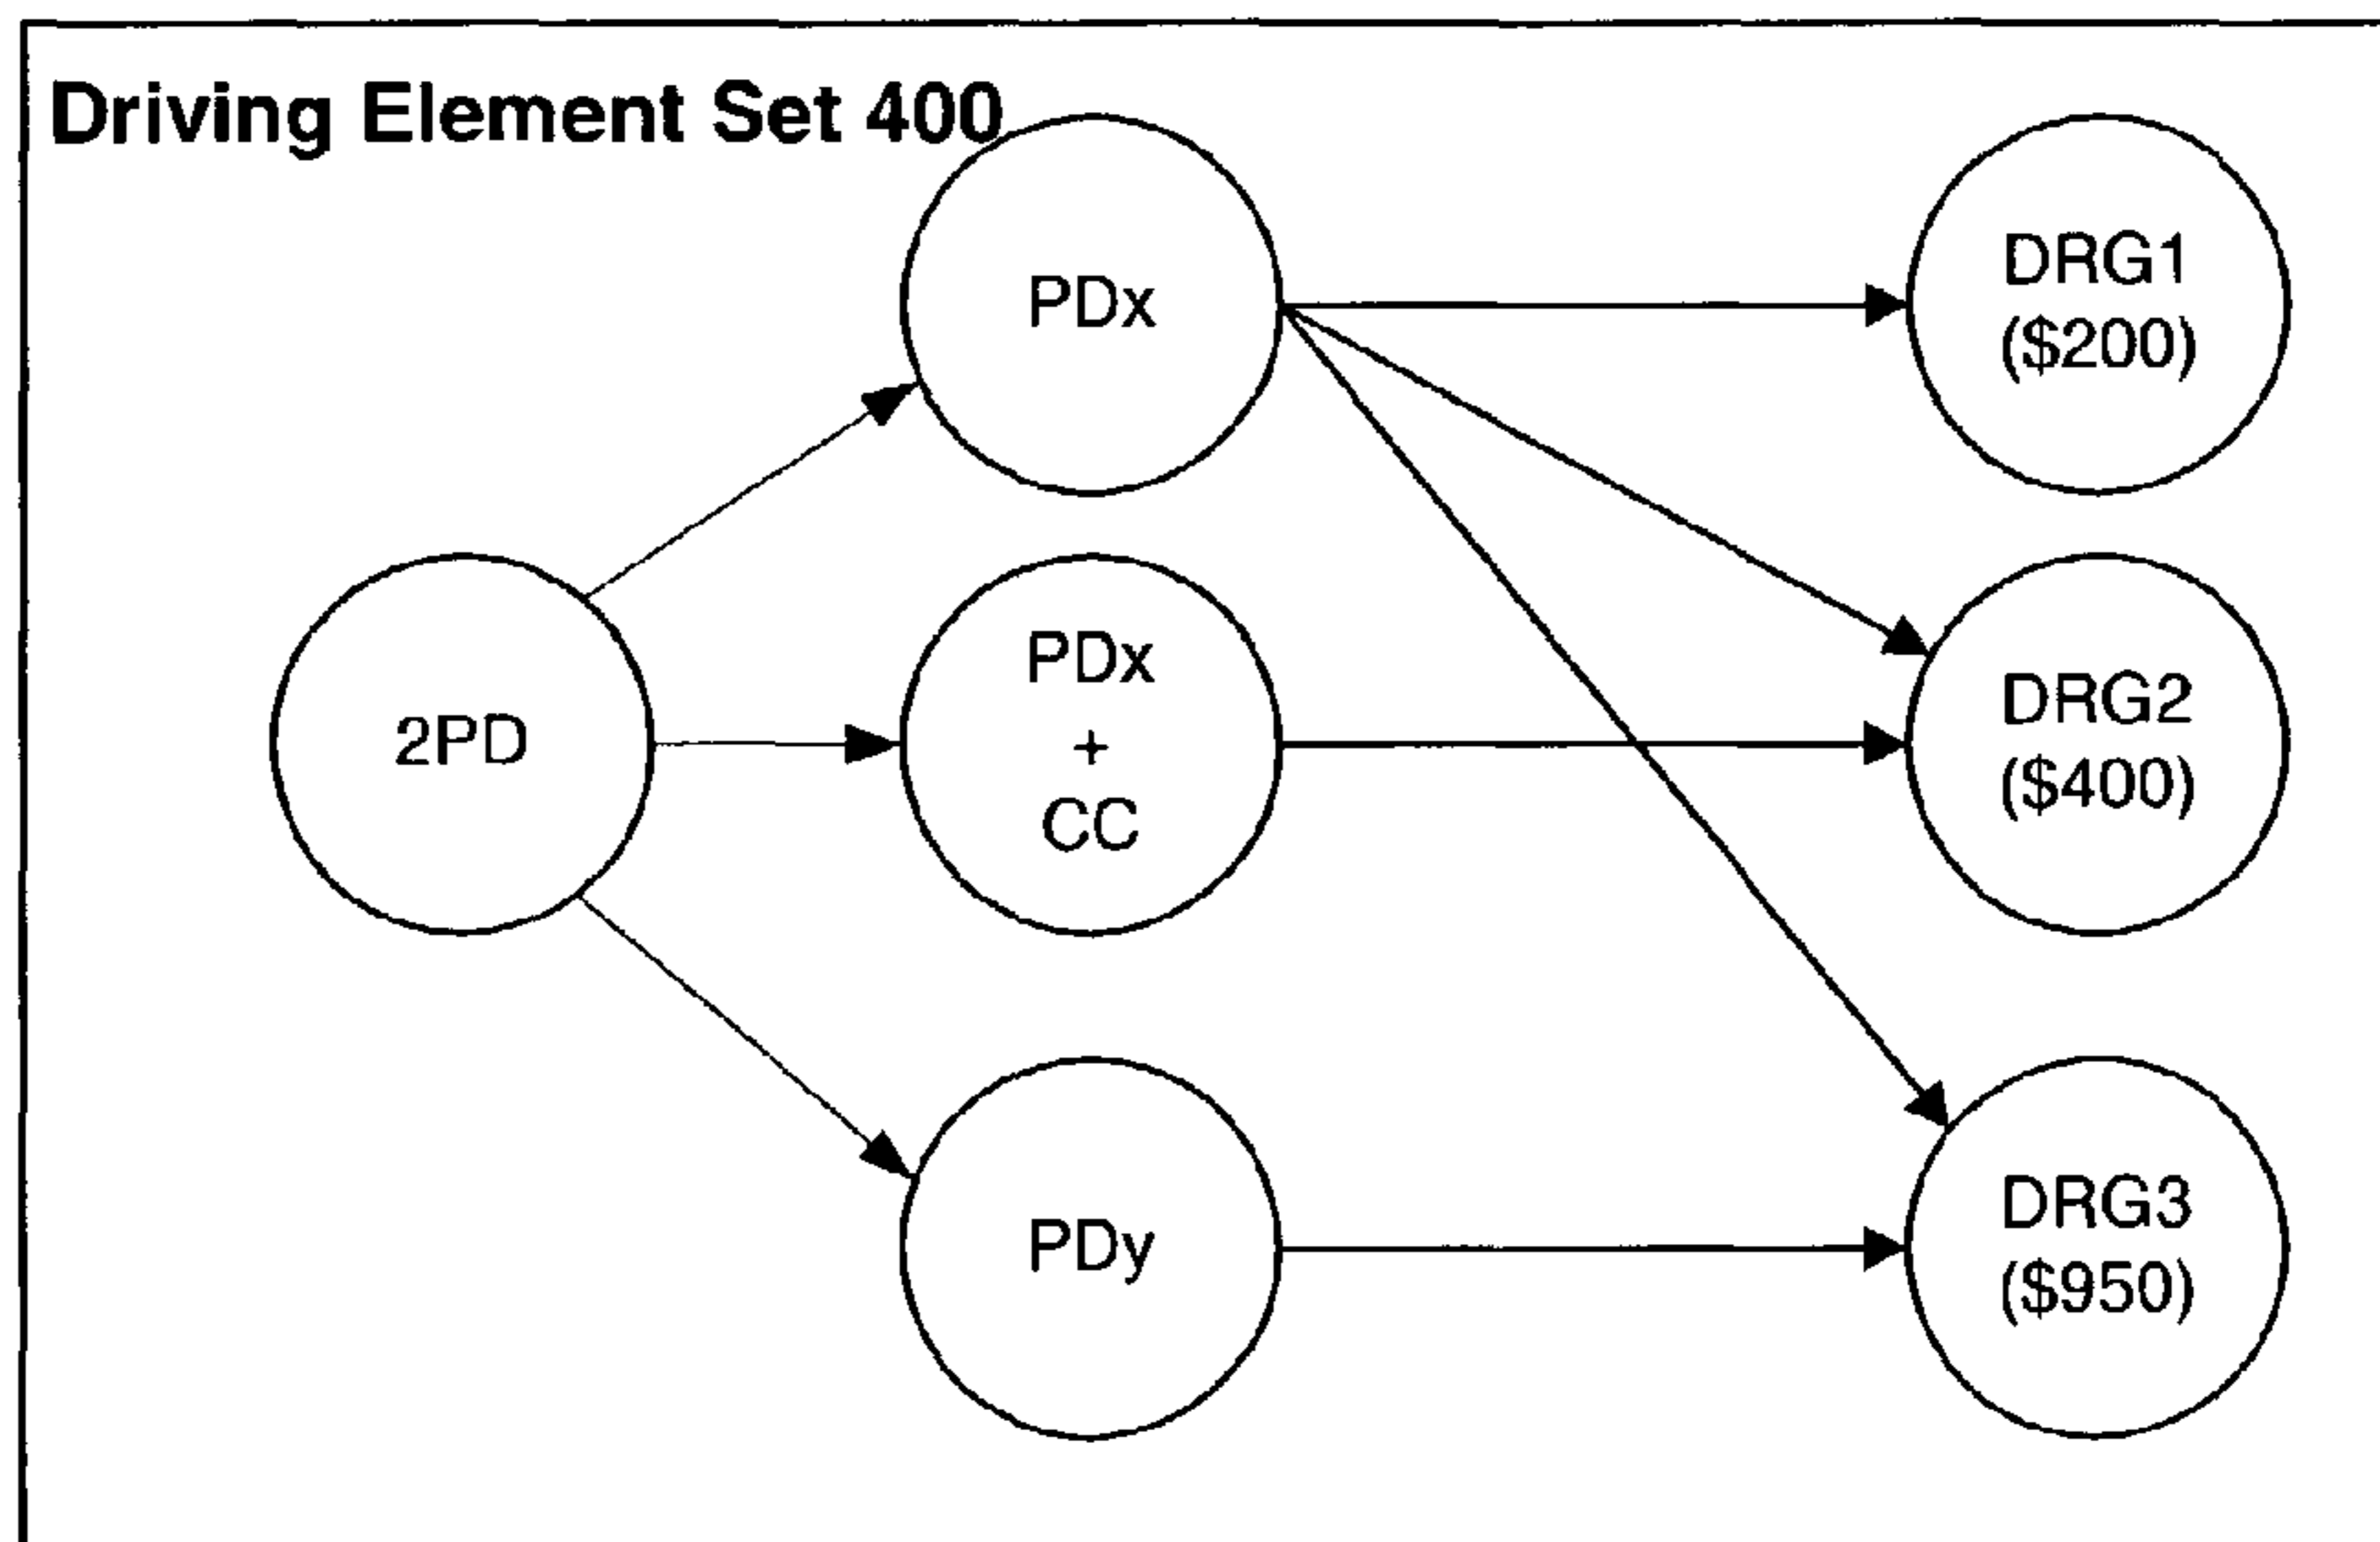 Driving Element Set 400
PDx
DRG1
($200)
2PD
PDx
+
CC
DRG2
($400)
PDy
DRG3
($950)